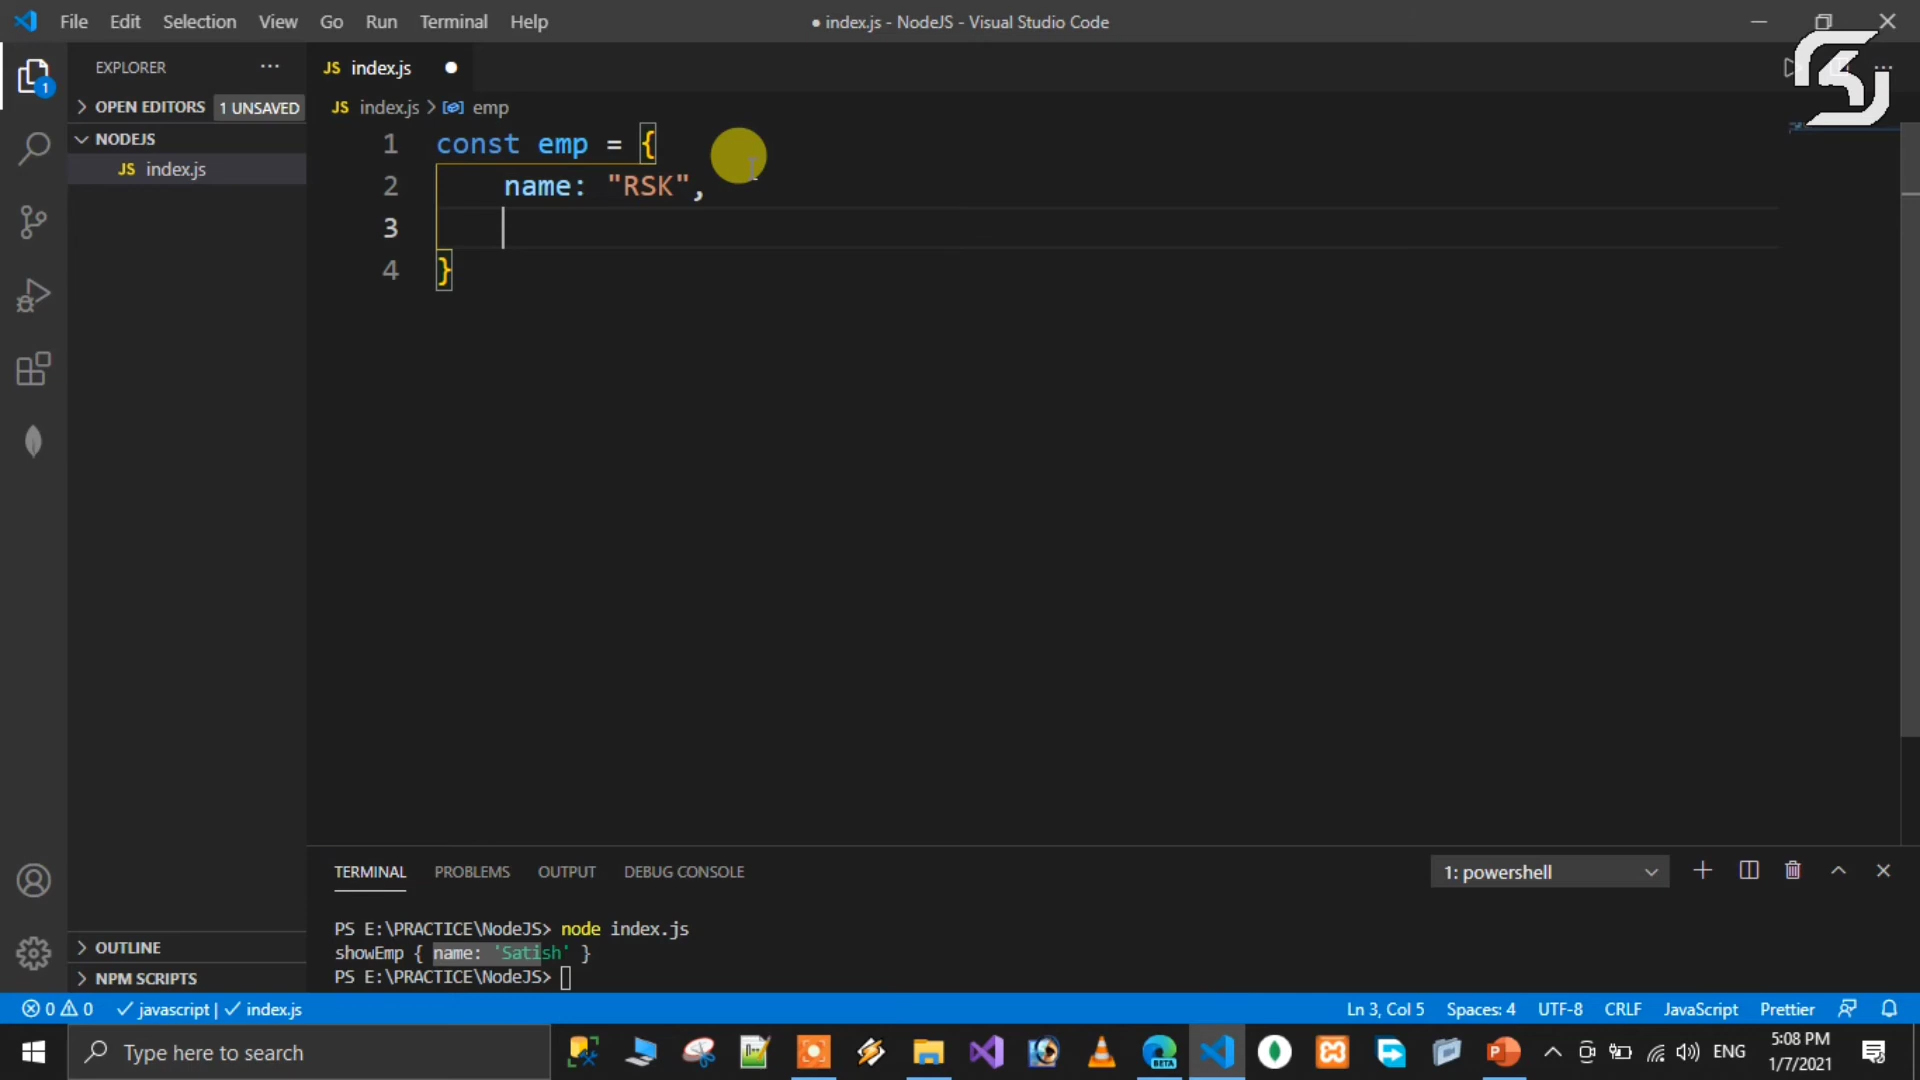 File Edit Selection View Go Run Terminal Help
● index.js - NodeJS - Visual Studio Code
EXPLORER
OPEN EDITORS 1 UNSAVED
NODEJS
JS index.js
OUTLINE
NPM SCRIPTS
1
JS index.js
JS index.js > emp
1 const emp = {
2 name: "RSK",
3
4 }
TERMINAL PROBLEMS OUTPUT DEBUG CONSOLE
1: powershell
PS E:\PRACTICE\NodeJS> node index.js
showEmp { name: 'Satish' }
PS E:\PRACTICE\NodeJS>
0 0 javascript | index.js
Ln 3, Col 5 Spaces: 4 UTF-8 CRLF JavaScript Prettier
Type here to search
BETA
ENG
5:08 PM
1/7/2021